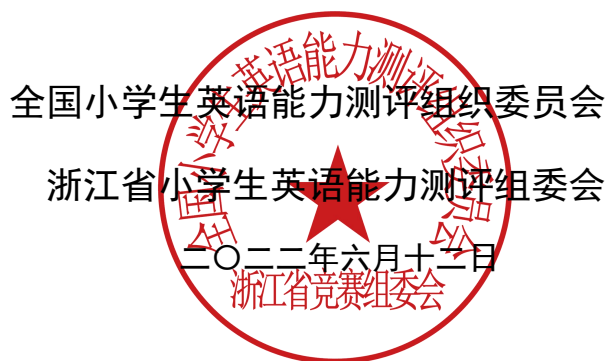 全国小学生英语能力测评组织委员会
浙江省小学生英语能力测评组委会
二〇二二年六月十二日
全国小学生英语能力测评组织委员会
浙江省竞赛组委会